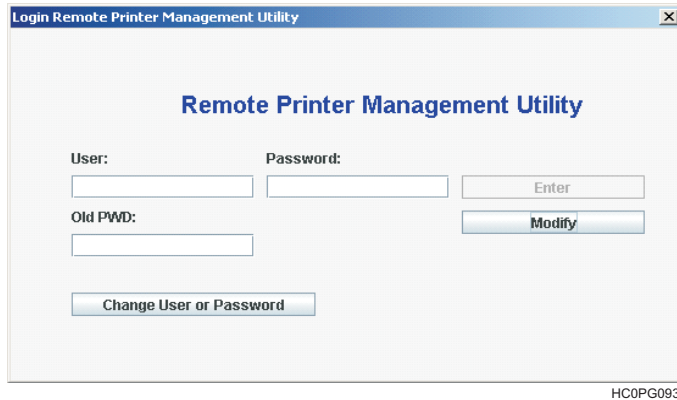 Login Remote Printer Management Utility
Remote Printer Management Utility
User: Password:
Enter
Old PWD:
Modify
Change User or Password
HC0PG093